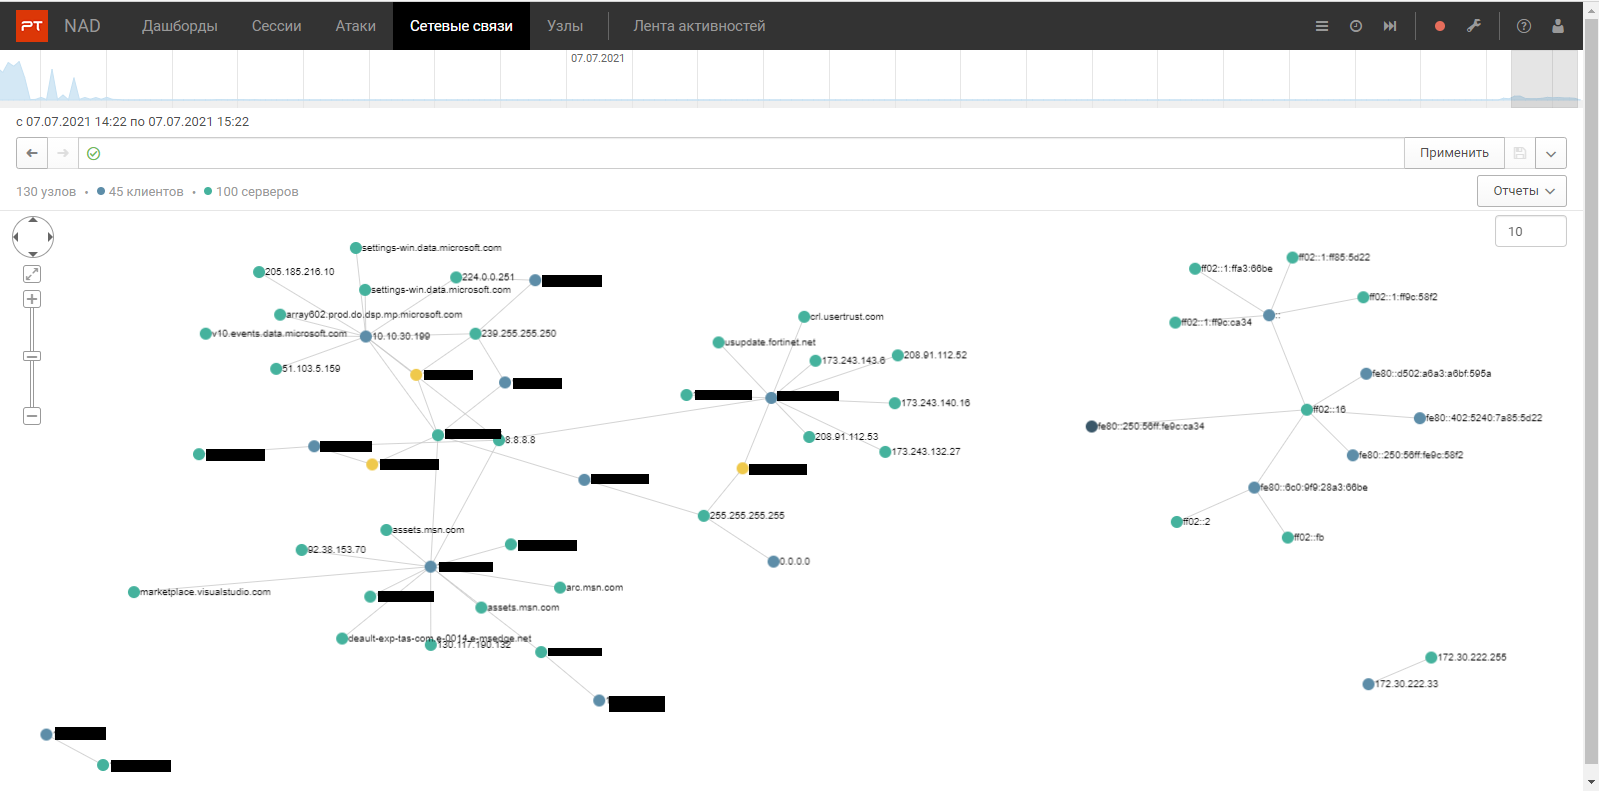 PT NAD Дашборды Сессии Атаки Сетевые связи Узлы Лента активностей
07.07.2021
с 07.07.2021 14:22 по 07.07.2021 15:22
Применить
130 узлов • 45 клиентов • 100 серверов
Отчеты
10
settings-win.data.microsoft.com
205.185.216.10
224.0.0.251
settings-win.data.microsoft.com
array602.prod.do.dsp.mp.microsoft.com
v10.events.data.microsoft.com
10.10.30.199
239.255.255.250
51.103.5.159
8.8.8.8
crl.usertrust.com
usupdate.fortinet.net
173.243.143.6
208.91.112.52
173.243.140.16
208.91.112.53
173.243.132.27
255.255.255.255
0.0.0.0
assets.msn.com
92.38.153.70
marketplace.visualstudio.com
arc.msn.com
assets.msn.com
deault-exp-tas-com.e-0014.e-msedge.net
130.117.190.132
ff02::1:ff85:5d22
ff02::1:ffa3:66be
ff02::1:ff9c:58f2
::
ff02::1:ff9c:ca34
fe80::d502:a6a3:a6bf:595a
ff02::16
fe80::402:5240:7a85:5d22
fe80::250:56ff:fe9c:ca34
fe80::250:56ff:fe9c:58f2
fe80::6c0:9f9:28a3:66be
ff02::2
ff02::fb
172.30.222.255
172.30.222.33